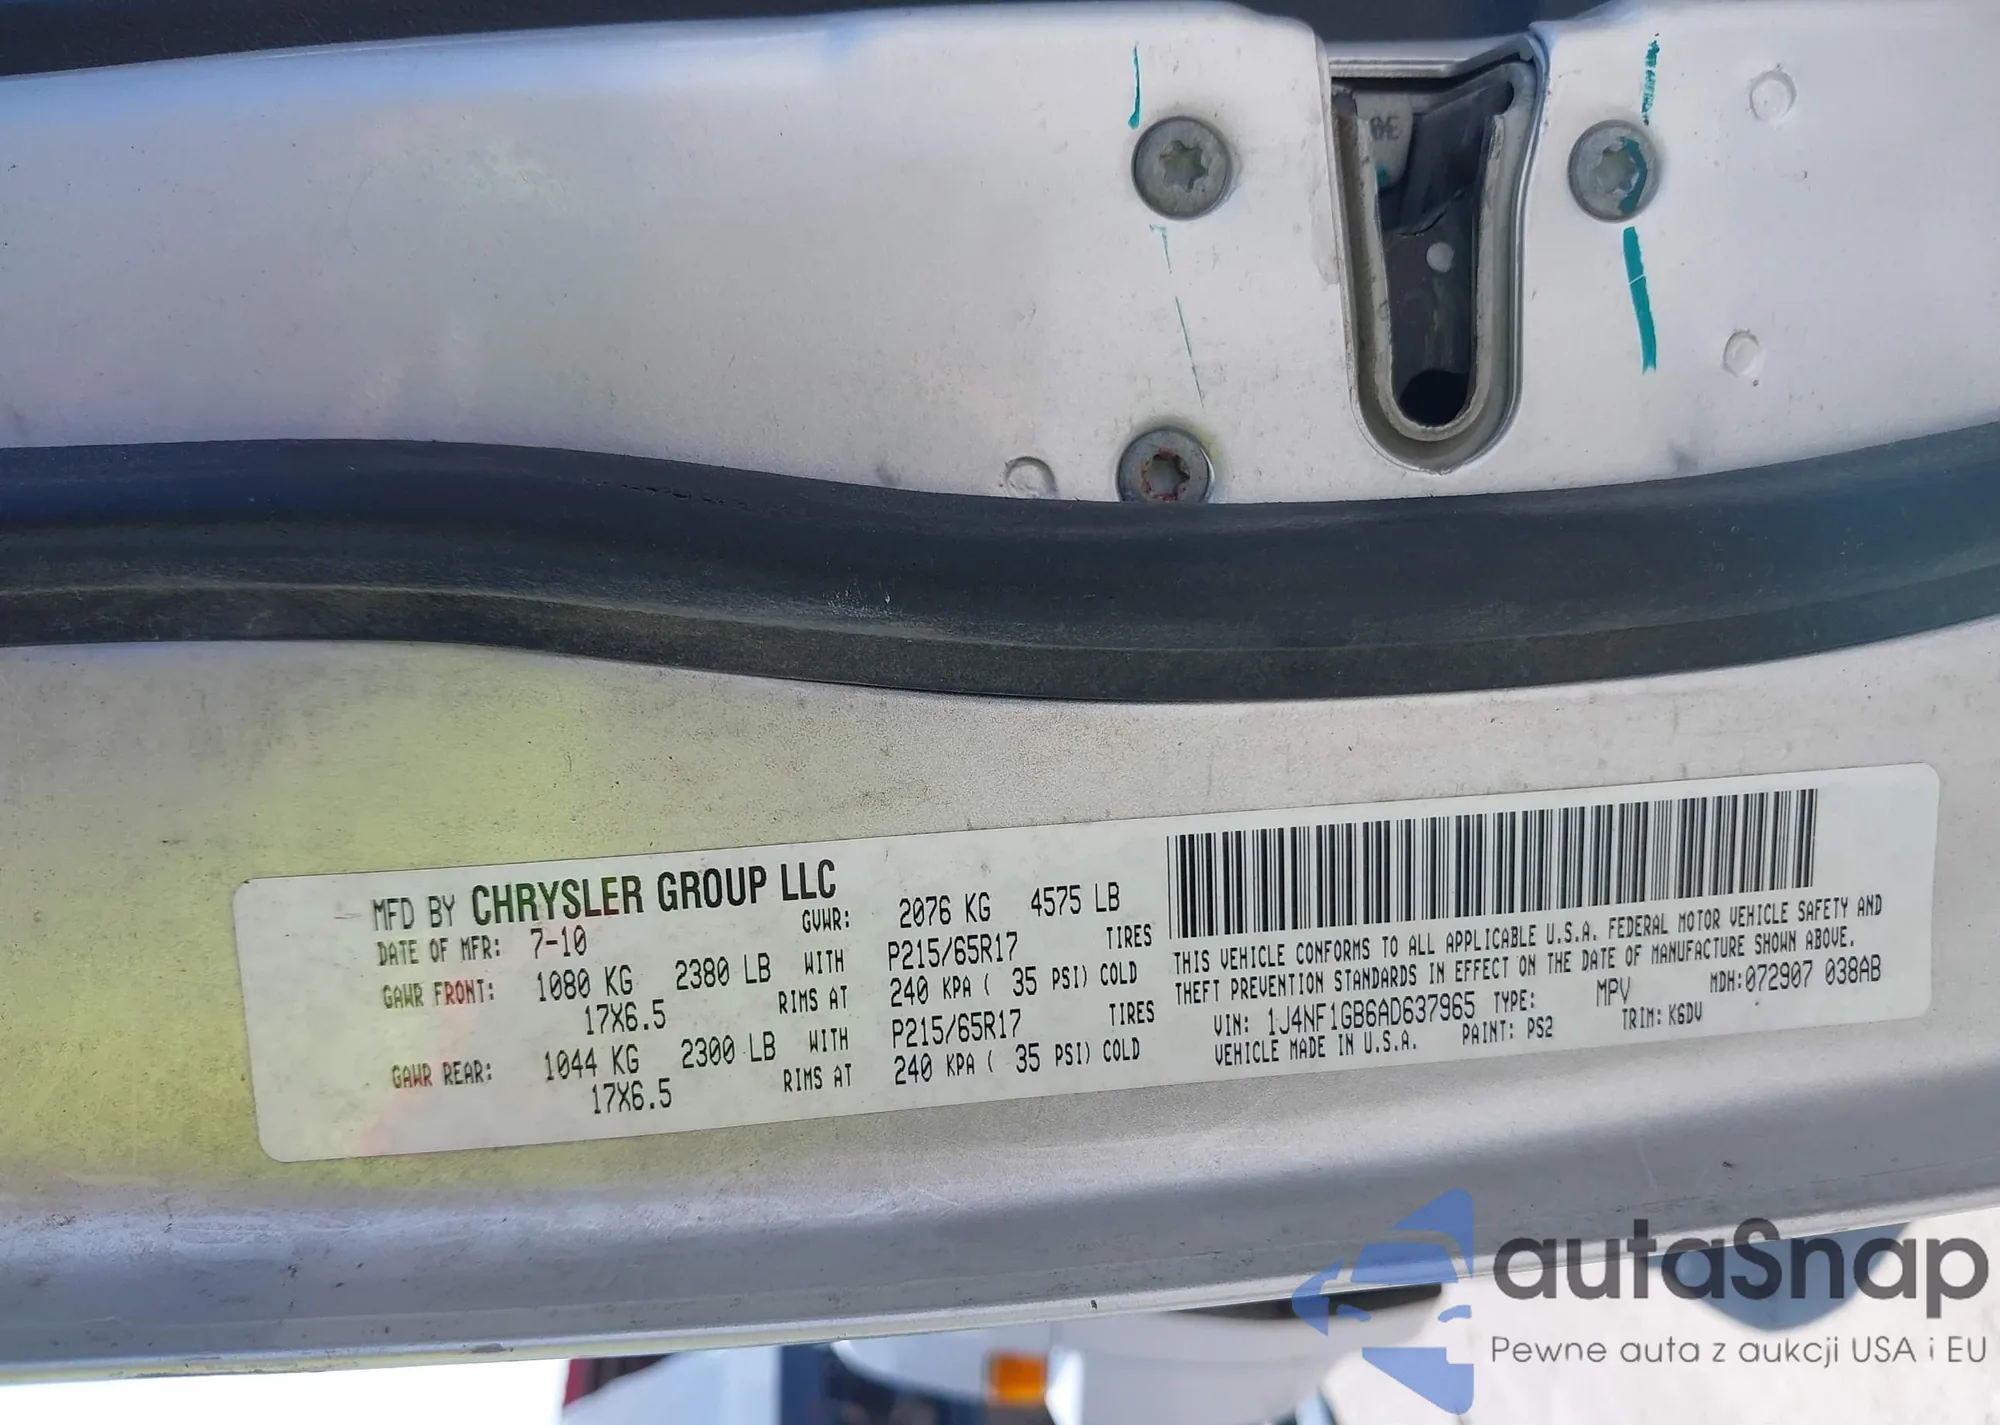 MFD BY CHRYSLER GROUP LLC
DATE OF MFR: 7-10 GVWR: 2076 KG 4575 LB
GAWR FRONT: 1080 KG 2380 LB WITH P215/65R17 TIRES
17X6.5 RIMS AT 240 KPA ( 35 PSI) COLD
GAWR REAR: 1044 KG 2300 LB WITH P215/65R17 TIRES
17X6.5 RIMS AT 240 KPA ( 35 PSI) COLD
THIS VEHICLE CONFORMS TO ALL APPLICABLE U.S.A. FEDERAL MOTOR VEHICLE SAFETY AND
THEFT PREVENTION STANDARDS IN EFFECT ON THE DATE OF MANUFACTURE SHOWN ABOVE.
VIN: 1J4NF1GB6AD637965 TYPE: MPV MDH:072907 038AB
VEHICLE MADE IN U.S.A. PAINT: PS2 TRIM: K6DV
autaSnap
Pewne auta z aukcji USA i EU